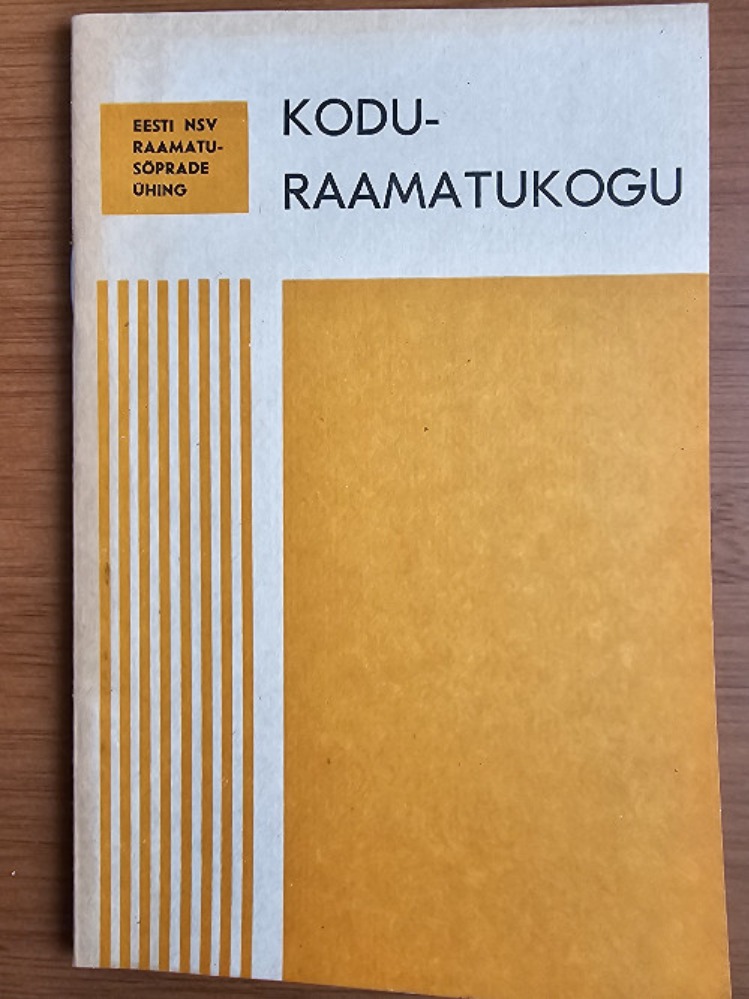 EESTI NSV
RAAMATU-
SÕPRADE
ÜHING
KODU-
RAAMATUKOGU